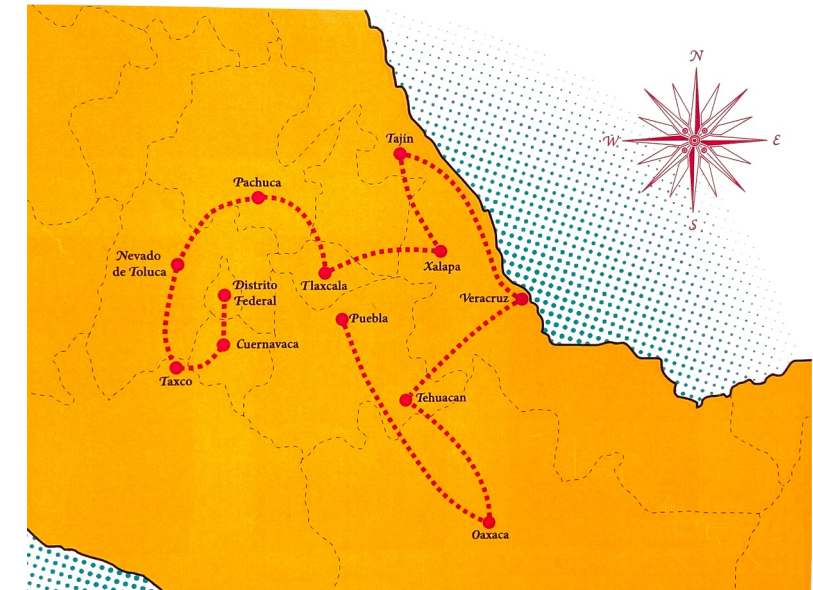 N
W
E
S
Tajín
Pachuca
Nevado
de Toluca
Xalapa
Distrito
Federal
Tlaxcala
Veracruz
Puebla
Cuernavaca
Taxco
Tehuacan
Oaxaca